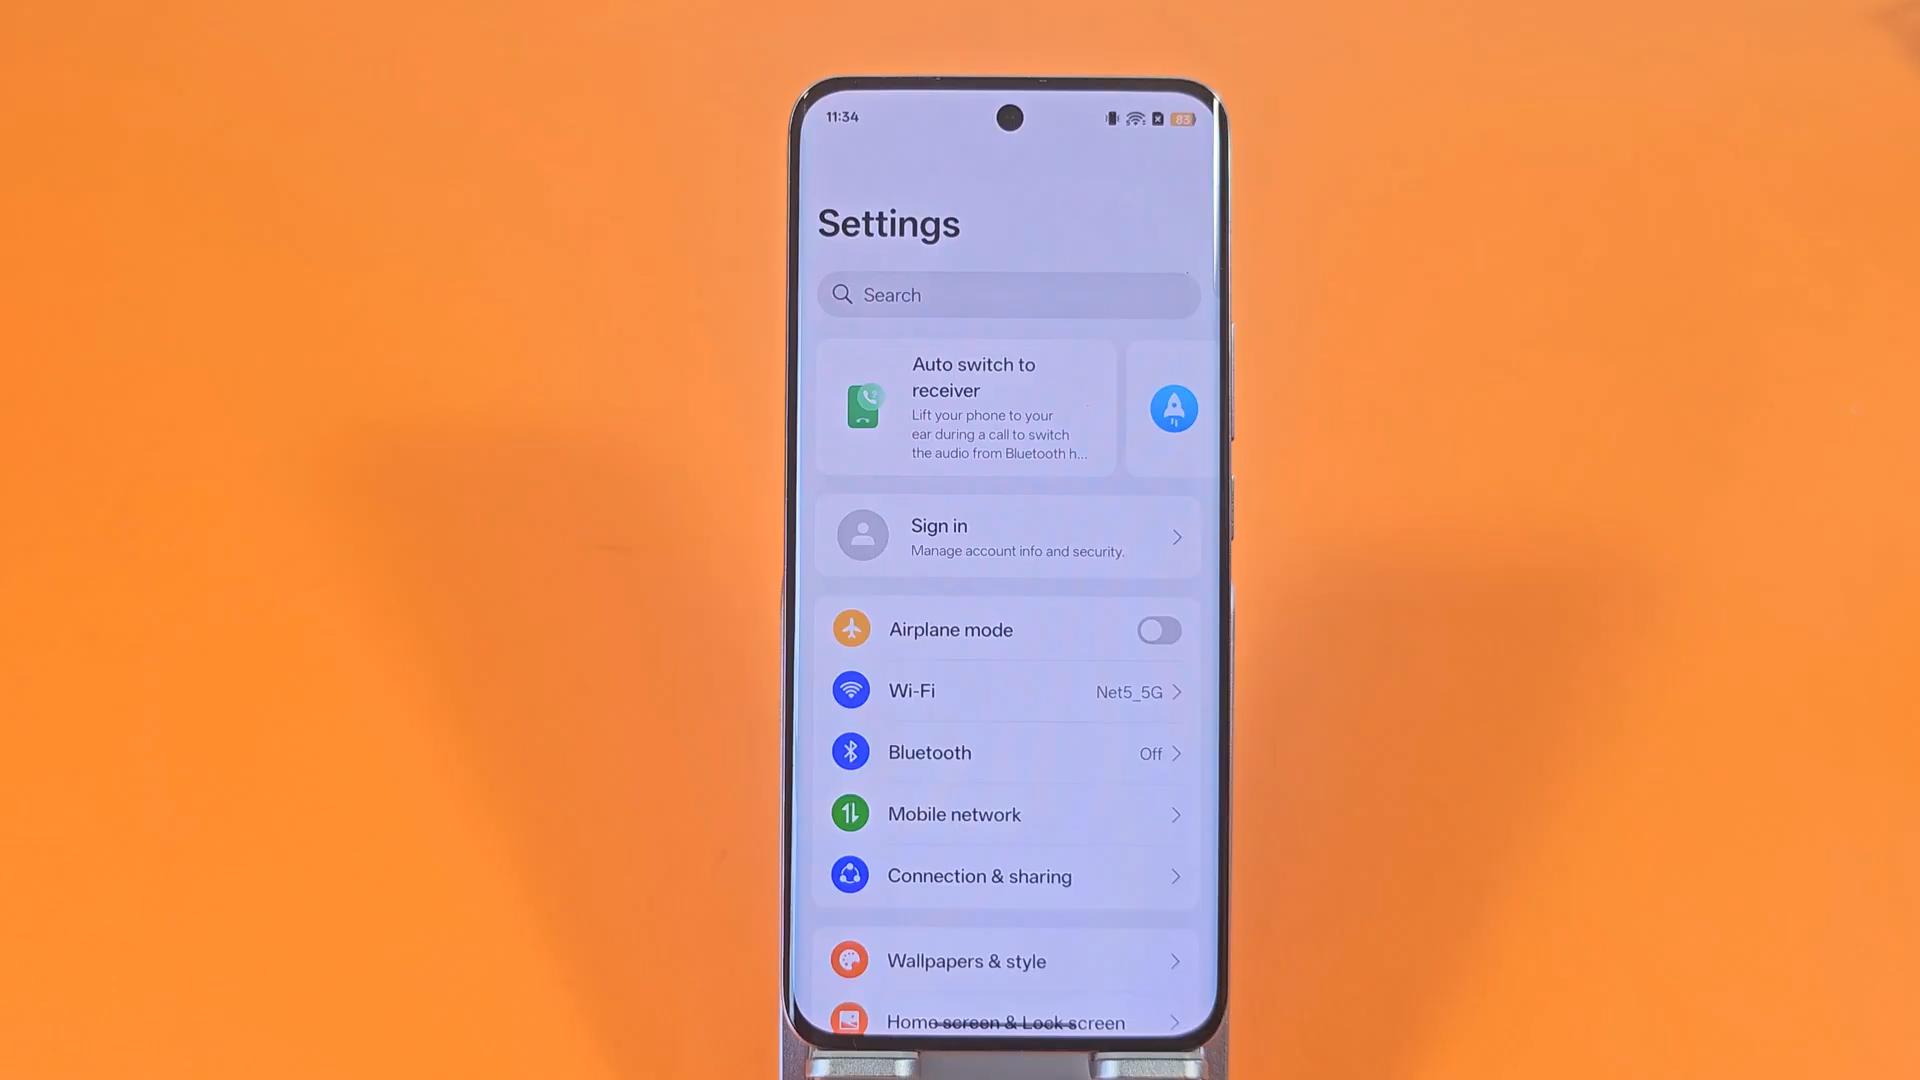 11:34
83
Settings
Search
Auto switch to
receiver
Lift your phone to your
ear during a call to switch
the audio from Bluetooth h...
Sign in
Manage account info and security.
Airplane mode
Wi-Fi
Net5_5G
Bluetooth
Off
Mobile network
Connection & sharing
Wallpapers & style
Home screen & Lock screen